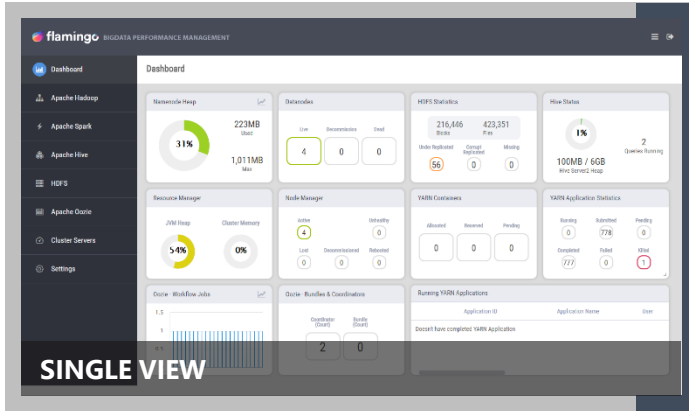 flamingo BIGDATA PERFORMANCE MANAGEMENT
Dashboard
Apache Hadoop
Apache Spark
Apache Hive
HDFS
Apache Oozie
Cluster Servers
Settings
Dashboard
Namenode Heap
31%
223MB
Used
1,011MB
Max
Datanodes
Live Decommission Dead
4 0 0
HDFS Statistics
216,446 423,351
Blocks Files
Under Replicated Corrupt Replicated Missing
56 0 0
Hive Status
1%
100MB / 6GB
Hive Server2 Heap
2
Queries Running
Resource Manager
JVM Heap Cluster Memory
54% 0%
Node Manager
Active Unhealthy
4 0
Lost Decommissioned Rebooted
0 0 0
YARN Containers
Allocated Reserved Pending
0 0 0
YARN Application Statistics
Running Submitted Pending
0 778 0
Completed Failed Killed
777 0 1
Oozie - Workflow Jobs
1.5
1
0.5
Oozie - Bundles & Coordinators
Coordinator (Count) Bundle (Count)
2 0
Running YARN Applications
Application ID Application Name User
Doesn't have completed YARN Application
SINGLE VIEW